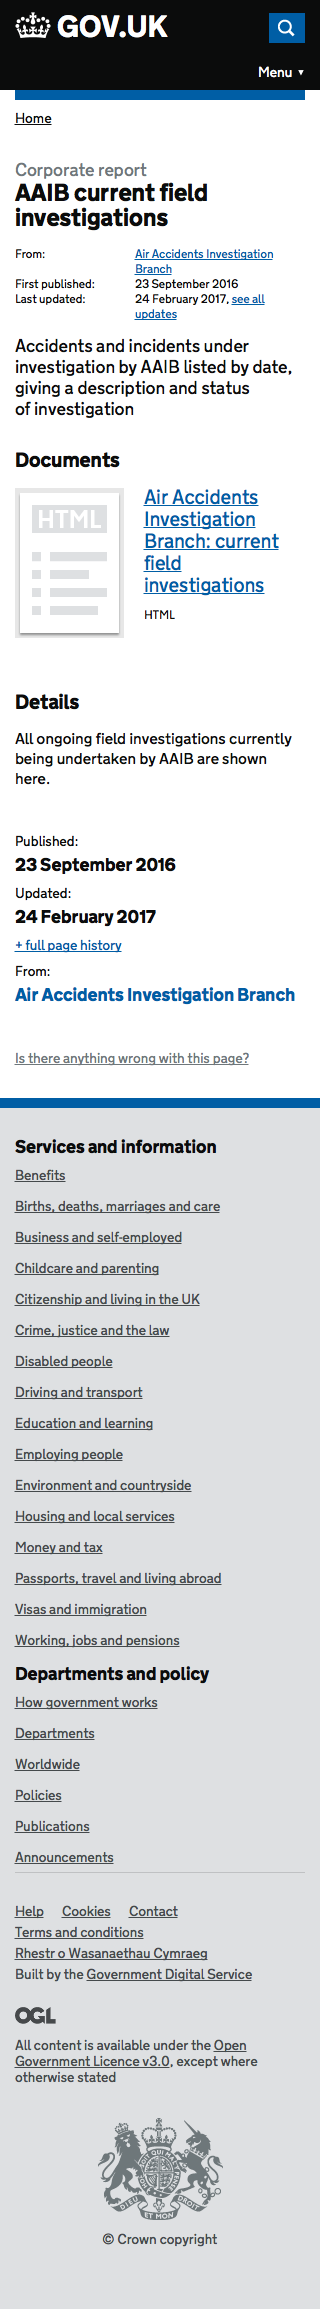 GOV.UK
Menu ▼
Home
Corporate report
AAIB current field
investigations
From: Air Accidents Investigation
Branch
First published: 23 September 2016
Last updated: 24 February 2017, see all
updates
Accidents and incidents under
investigation by AAIB listed by date,
giving a description and status
of investigation
Documents
HTML
Air Accidents
Investigation
Branch: current
field
investigations
HTML
Details
All ongoing field investigations currently
being undertaken by AAIB are shown
here.
Published:
23 September 2016
Updated:
24 February 2017
+ full page history
From:
Air Accidents Investigation Branch
Is there anything wrong with this page?
Services and information
Benefits
Births, deaths, marriages and care
Business and self-employed
Childcare and parenting
Citizenship and living in the UK
Crime, justice and the law
Disabled people
Driving and transport
Education and learning
Employing people
Environment and countryside
Housing and local services
Money and tax
Passports, travel and living abroad
Visas and immigration
Working, jobs and pensions
Departments and policy
How government works
Departments
Worldwide
Policies
Publications
Announcements
Help Cookies Contact
Terms and conditions
Rhestr o Wasanaethau Cymraeg
Built by the Government Digital Service
OGL
All content is available under the Open
Government Licence v3.0, except where
otherwise stated
DIEU ET MON DROIT
© Crown copyright